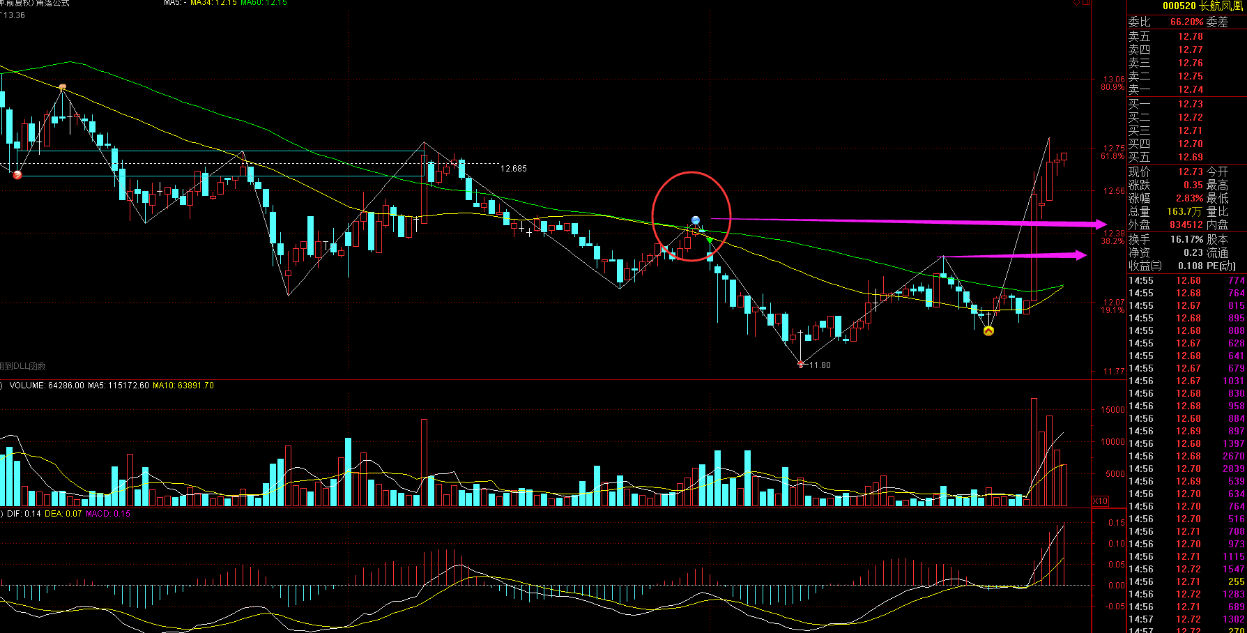 MA5: - MA34: 12.15 MA60: 12.15
13.36
12.685
11.80
13.06
80.9%
12.75
61.8%
12.38
38.2%
12.07
19.1%
11.77
VOLUME: 64286.00 MA5: 115172.60 MA10: 63891.70
15000
10000
5000
X10
DIF: 0.14 DEA: 0.07 MACD: 0.15
0.15
0.10
0.05
0.00
-0.05
000520 长航凤凰
委比 66.20% 委差
卖五 12.78
卖四 12.77
卖三 12.76
卖二 12.75
卖一 12.74
买一 12.73
买二 12.72
买三 12.71
买四 12.70
买五 12.69
现价 12.73 今开
涨跌 0.35 最高
涨幅 2.83% 最低
总量 163.7万 量比
外盘 834512 内盘
换手 16.17% 股本
净资 0.23 流通
收益㈢ 0.108 PE(动)
14:55 12.68 774
14:55 12.68 764
14:55 12.67 815
14:55 12.68 895
14:55 12.68 808
14:55 12.67 628
14:55 12.68 641
14:55 12.67 679
14:56 12.67 1031
14:56 12.68 830
14:56 12.68 958
14:56 12.68 884
14:56 12.69 897
14:56 12.68 1397
14:56 12.68 2670
14:56 12.70 2839
14:56 12.69 539
14:56 12.70 634
14:56 12.70 764
14:56 12.70 516
14:56 12.71 708
14:56 12.70 973
14:56 12.71 1115
14:56 12.72 1547
14:56 12.71 255
14:56 12.72 1283
14:56 12.71 689
14:57 12.72 1302
14:57 12.72 270